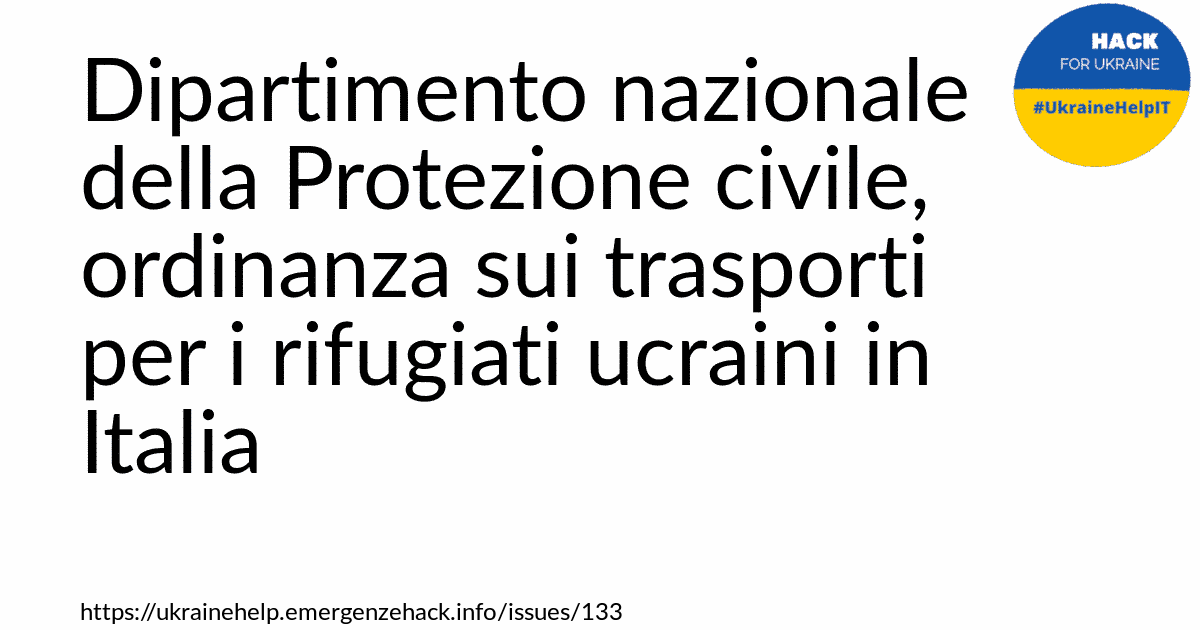 Dipartimento nazionale
della Protezione civile,
ordinanza sui trasporti
per i rifugiati ucraini in
Italia
HACK
FOR UKRAINE
#UkraineHelpIT
https://ukrainehelp.emergenzehack.info/issues/133